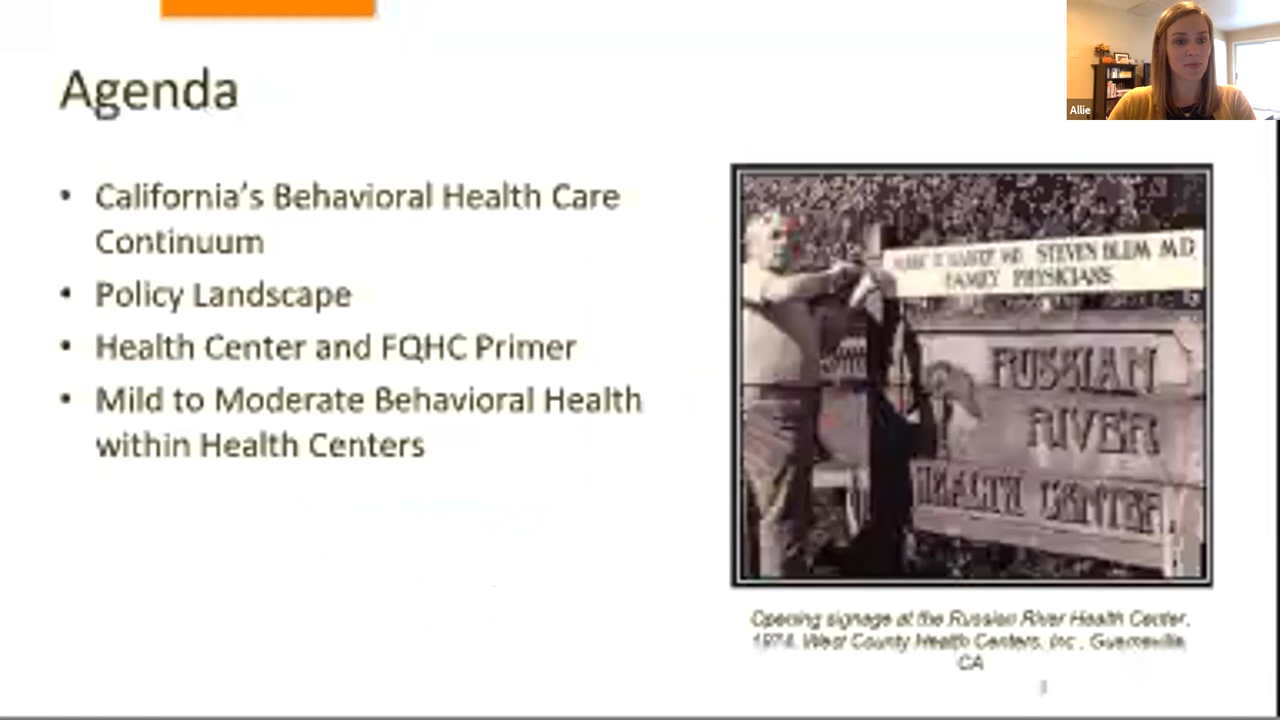 Agenda
• California's Behavioral Health Care
Continuum
• Policy Landscape
• Health Center and FQHC Primer
• Mild to Moderate Behavioral Health
within Health Centers
Allie
STEVEN BLUM M.D.
FAMILY PHYSICIANS
RUSSIAN
RIVER
HEALTH CENTER
Opening signage at the Russian River Health Center,
1974. West County Health Centers, Inc., Guerneville,
CA